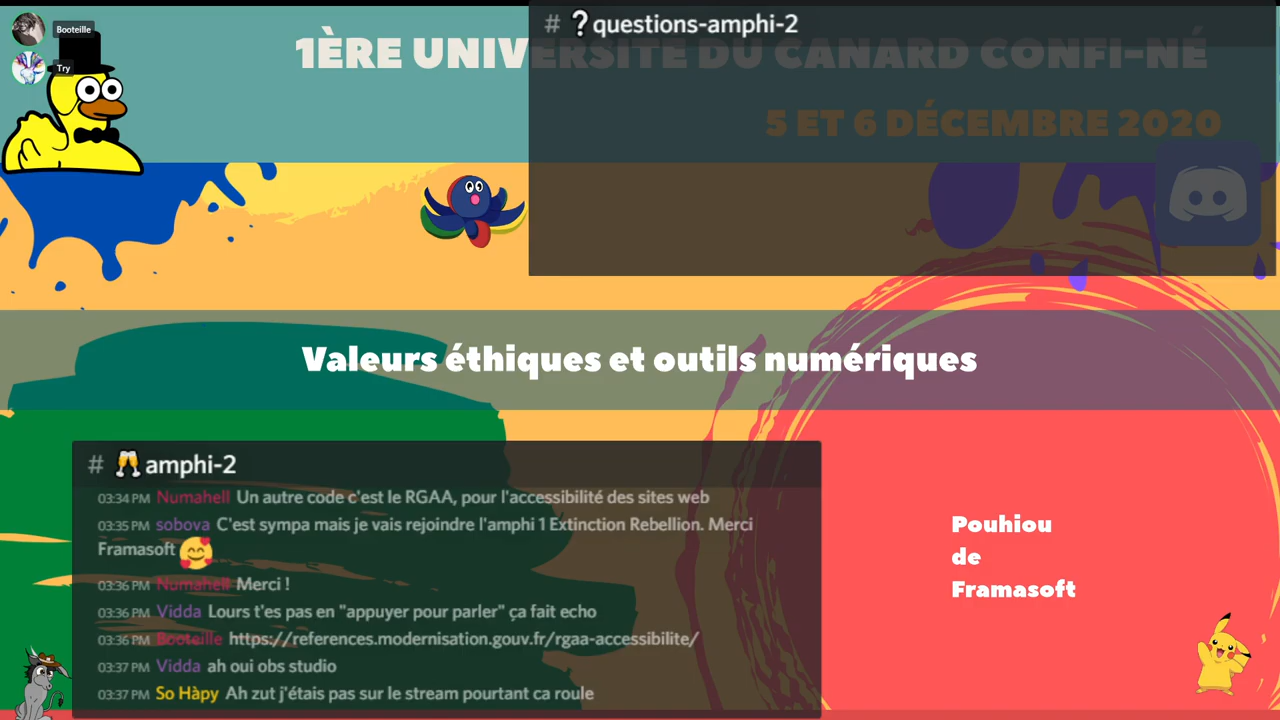 Booteille
Try
1ÈRE UNIVERSITÉ DU CANARD CONFI-NÉ
5 ET 6 DÉCEMBRE 2020
# ❓questions-amphi-2
Valeurs éthiques et outils numériques
# 🥂amphi-2
03:34 PM Numahell Un autre code c'est le RGAA, pour l'accessibilité des sites web
03:35 PM sobova C'est sympa mais je vais rejoindre l'amphi 1 Extinction Rebellion. Merci
Framasoft 🥰
03:36 PM Numahell Merci !
03:36 PM Vidda Lours t'es pas en "appuyer pour parler" ça fait echo
03:36 PM Booteille https://references.modernisation.gouv.fr/rgaa-accessibilite/
03:37 PM Vidda ah oui obs studio
03:37 PM So Hàpy Ah zut j'étais pas sur le stream pourtant ca roule
Pouhiou
de
Framasoft